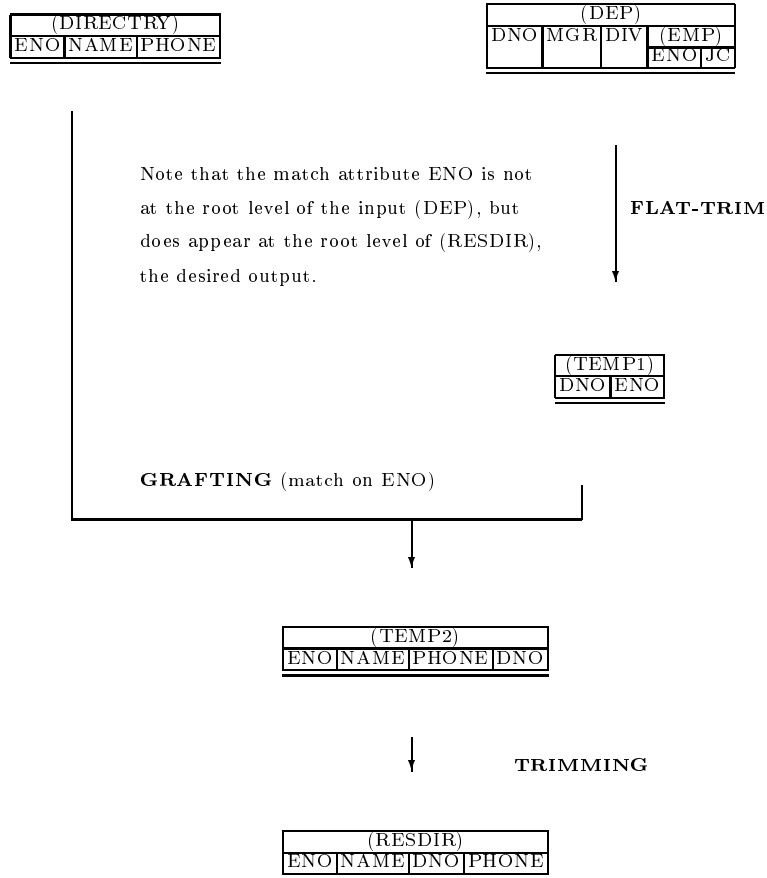 (DIRECTRY)
ENO NAME PHONE
(DEP)
DNO MGR DIV (EMP)
ENO JC
Note that the match attribute ENO is not
at the root level of the input (DEP), but
does appear at the root level of (RESDIR),
the desired output.
FLAT-TRIM
(TEMP1)
DNO ENO
GRAFTING (match on ENO)
(TEMP2)
ENO NAME PHONE DNO
TRIMMING
(RESDIR)
ENO NAME DNO PHONE